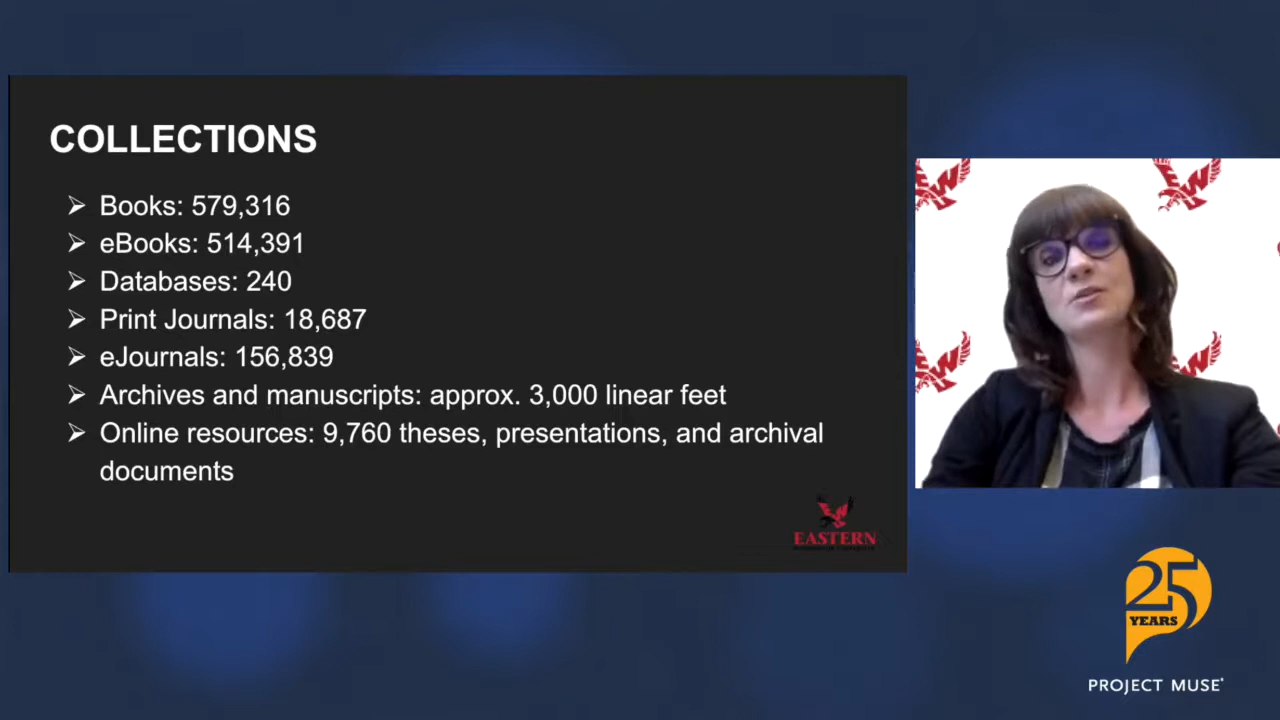 COLLECTIONS
➢ Books: 579,316
➢ eBooks: 514,391
➢ Databases: 240
➢ Print Journals: 18,687
➢ eJournals: 156,839
➢ Archives and manuscripts: approx. 3,000 linear feet
➢ Online resources: 9,760 theses, presentations, and archival
documents
EASTERN
25
YEARS
PROJECT MUSE®